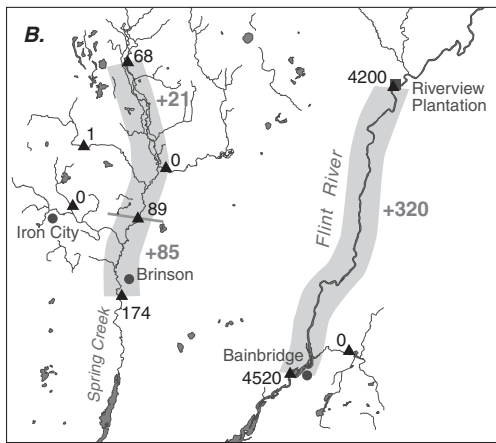 B.
68
4200
Riverview
Plantation
+21
1
0
0
89
Iron City
+85
Brinson
174
Spring Creek
Flint River
+320
Bainbridge
0
4520